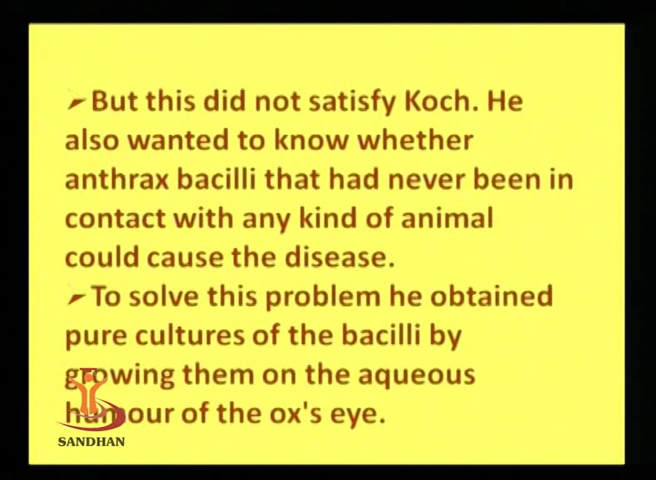 ➢But this did not satisfy Koch. He
also wanted to know whether
anthrax bacilli that had never been in
contact with any kind of animal
could cause the disease.
➢To solve this problem he obtained
pure cultures of the bacilli by
growing them on the aqueous
humour of the ox's eye.
SANDHAN